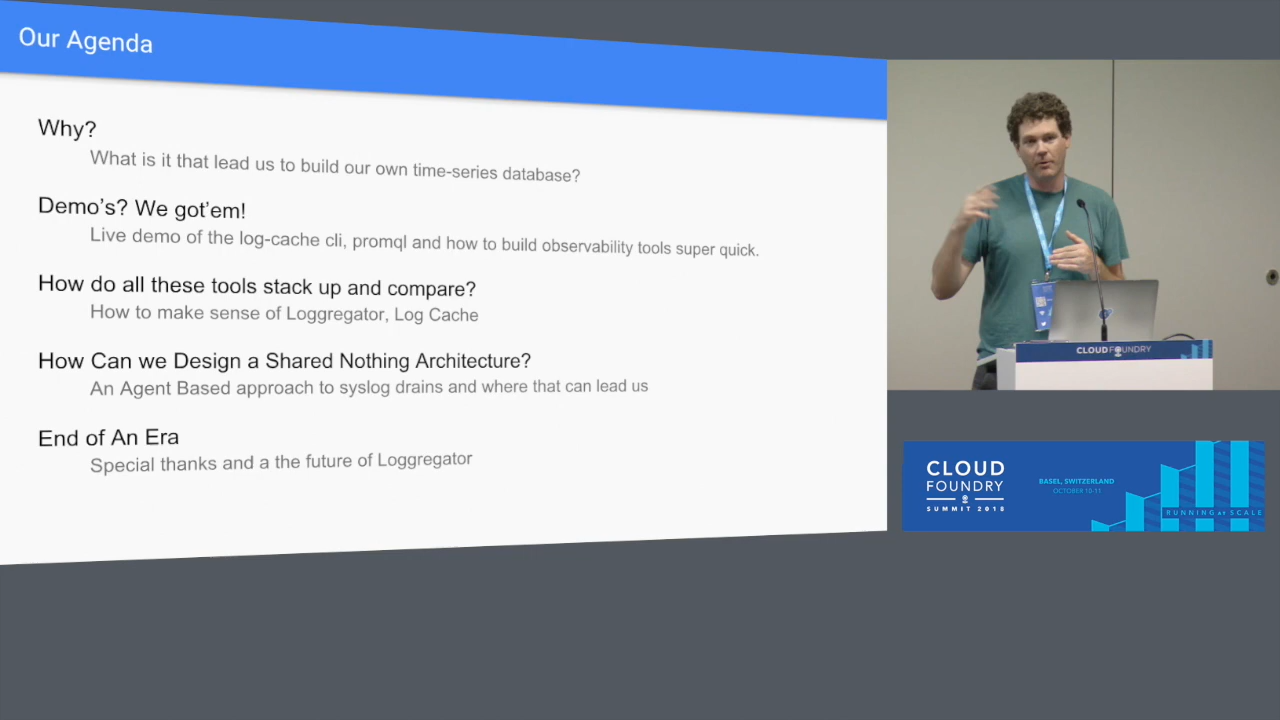 Our Agenda
Why?
What is it that lead us to build our own time-series database?
Demo's? We got'em!
Live demo of the log-cache cli, promql and how to build observability tools super quick.
How do all these tools stack up and compare?
How to make sense of Loggregator, Log Cache
How Can we Design a Shared Nothing Architecture?
An Agent Based approach to syslog drains and where that can lead us
End of An Era
Special thanks and a the future of Loggregator
CLOUD FOUNDRY
CLOUD
FOUNDRY
SUMMIT 2018
BASEL, SWITZERLAND
OCTOBER 10-11
RUNNING AT SCALE